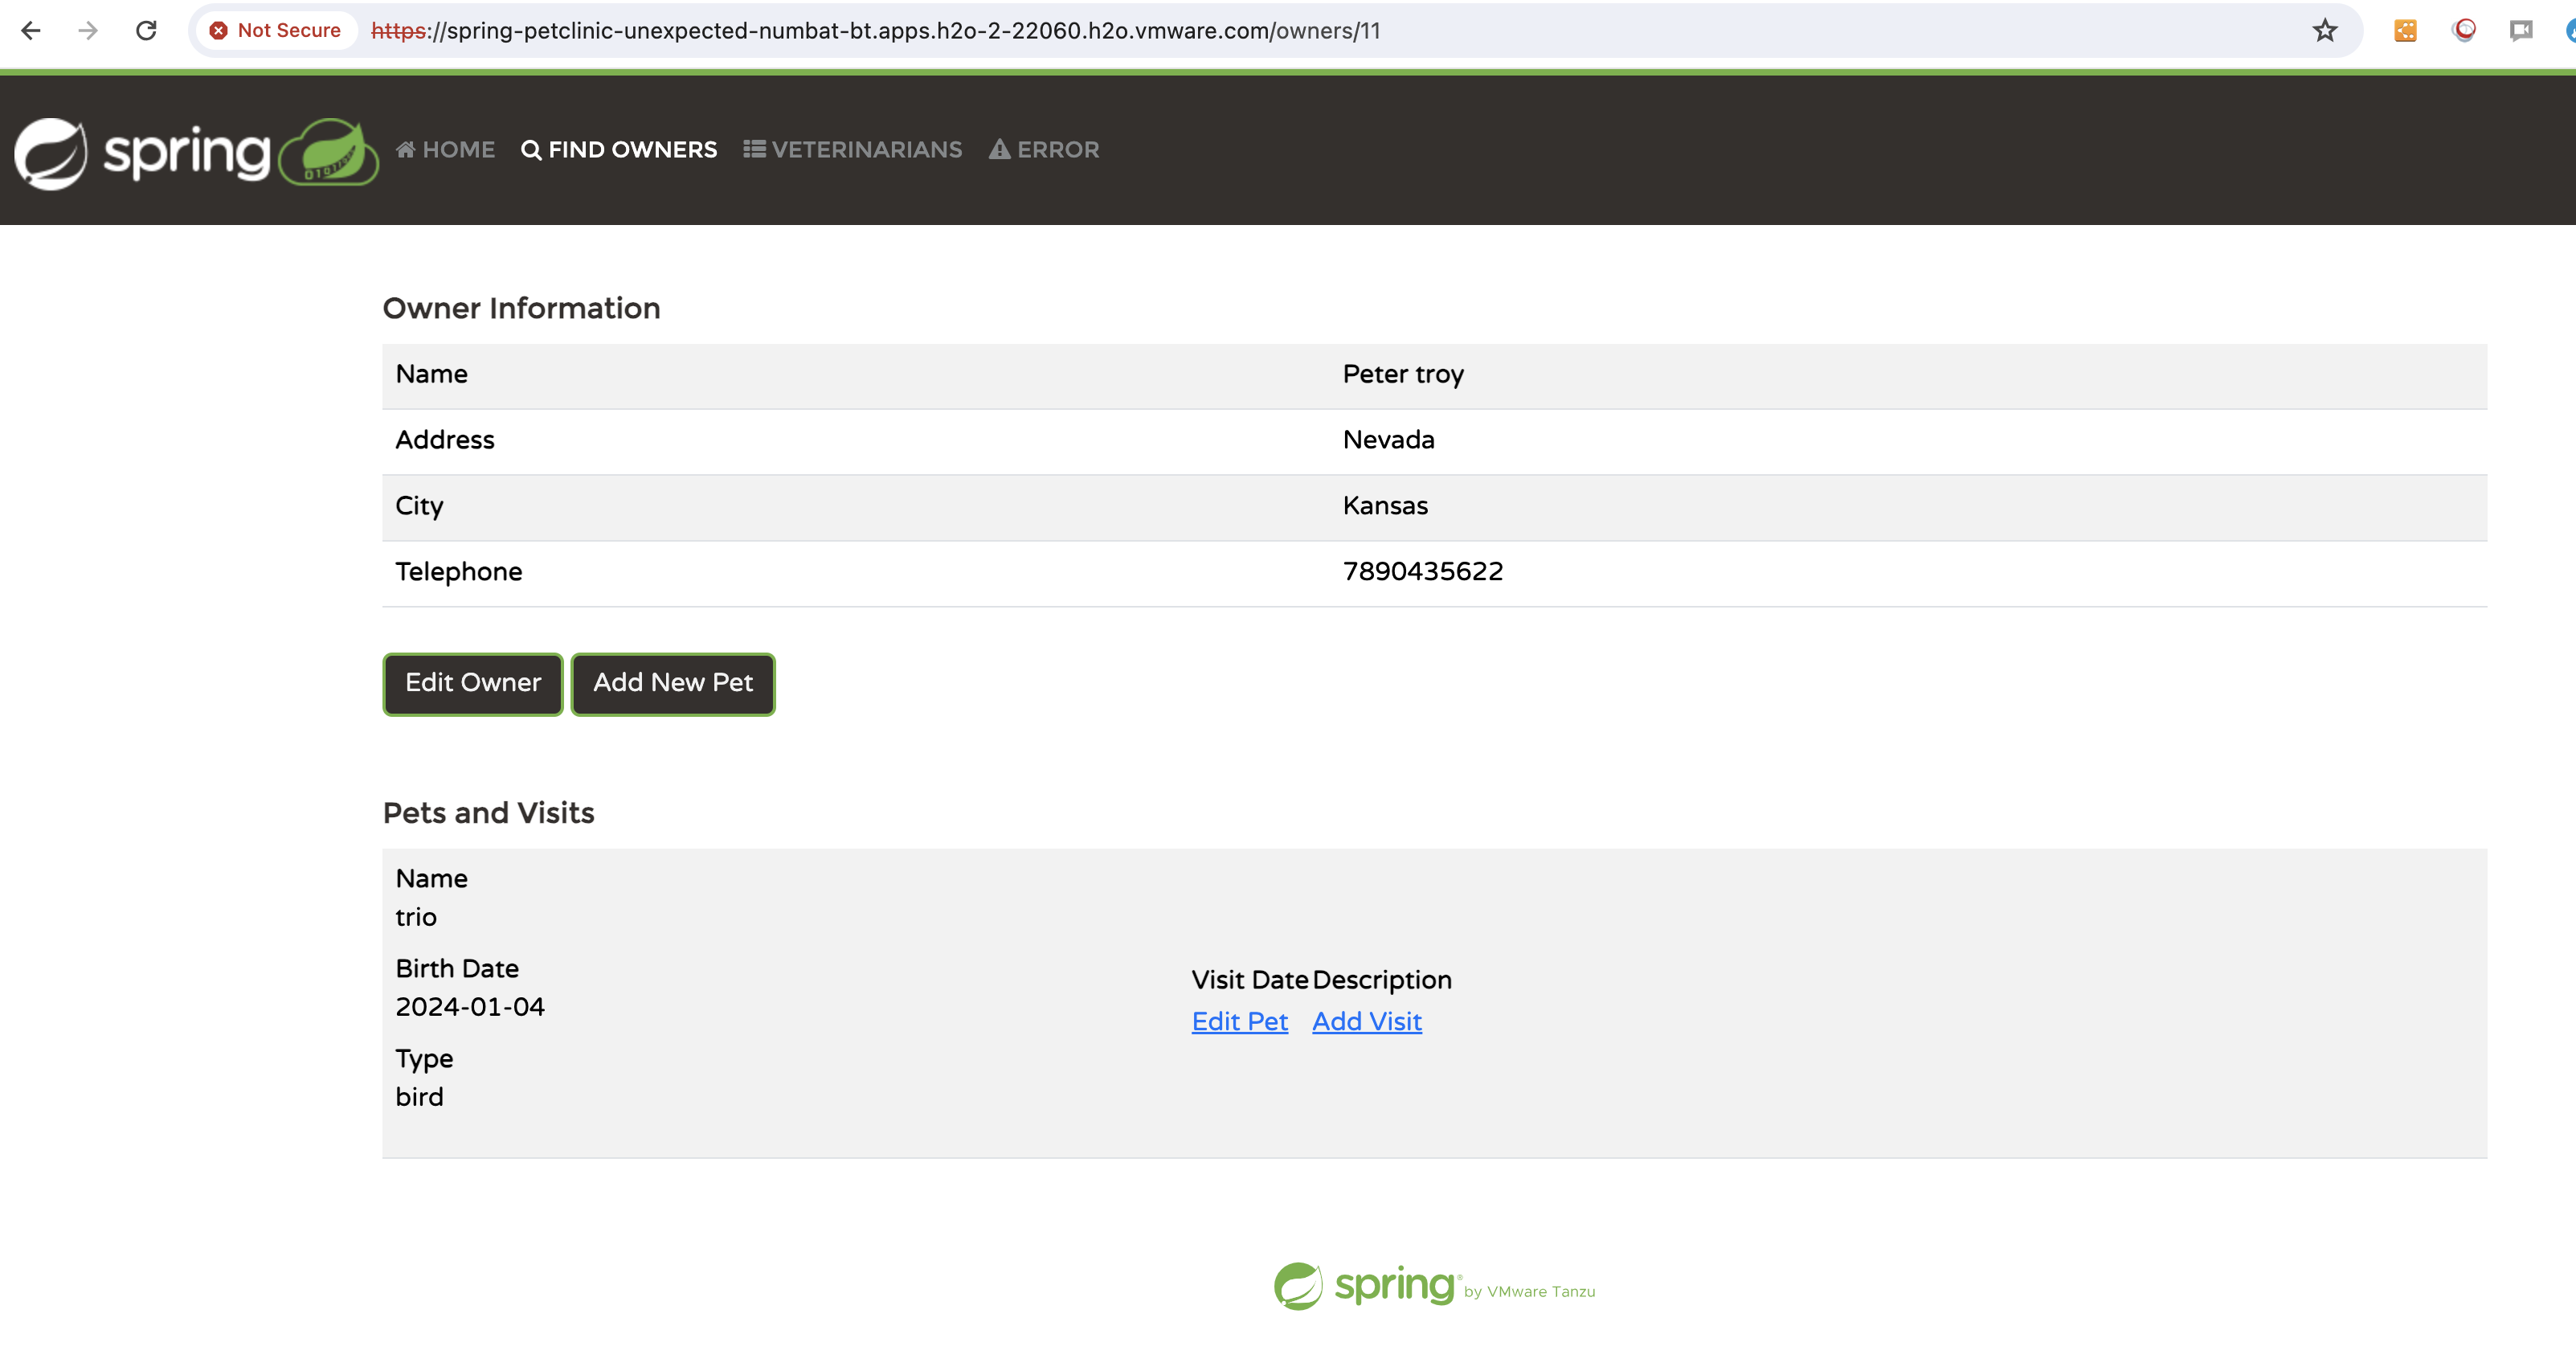 Not Secure https://spring-petclinic-unexpected-numbat-bt.apps.h2o-2-22060.h2o.vmware.com/owners/11
spring HOME FIND OWNERS VETERINARIANS ERROR
Owner Information
Name Peter troy
Address Nevada
City Kansas
Telephone 7890435622
Edit Owner Add New Pet
Pets and Visits
Name
trio
Birth Date
2024-01-04
Type
bird
Visit Date Description
Edit Pet Add Visit
spring® by VMware Tanzu